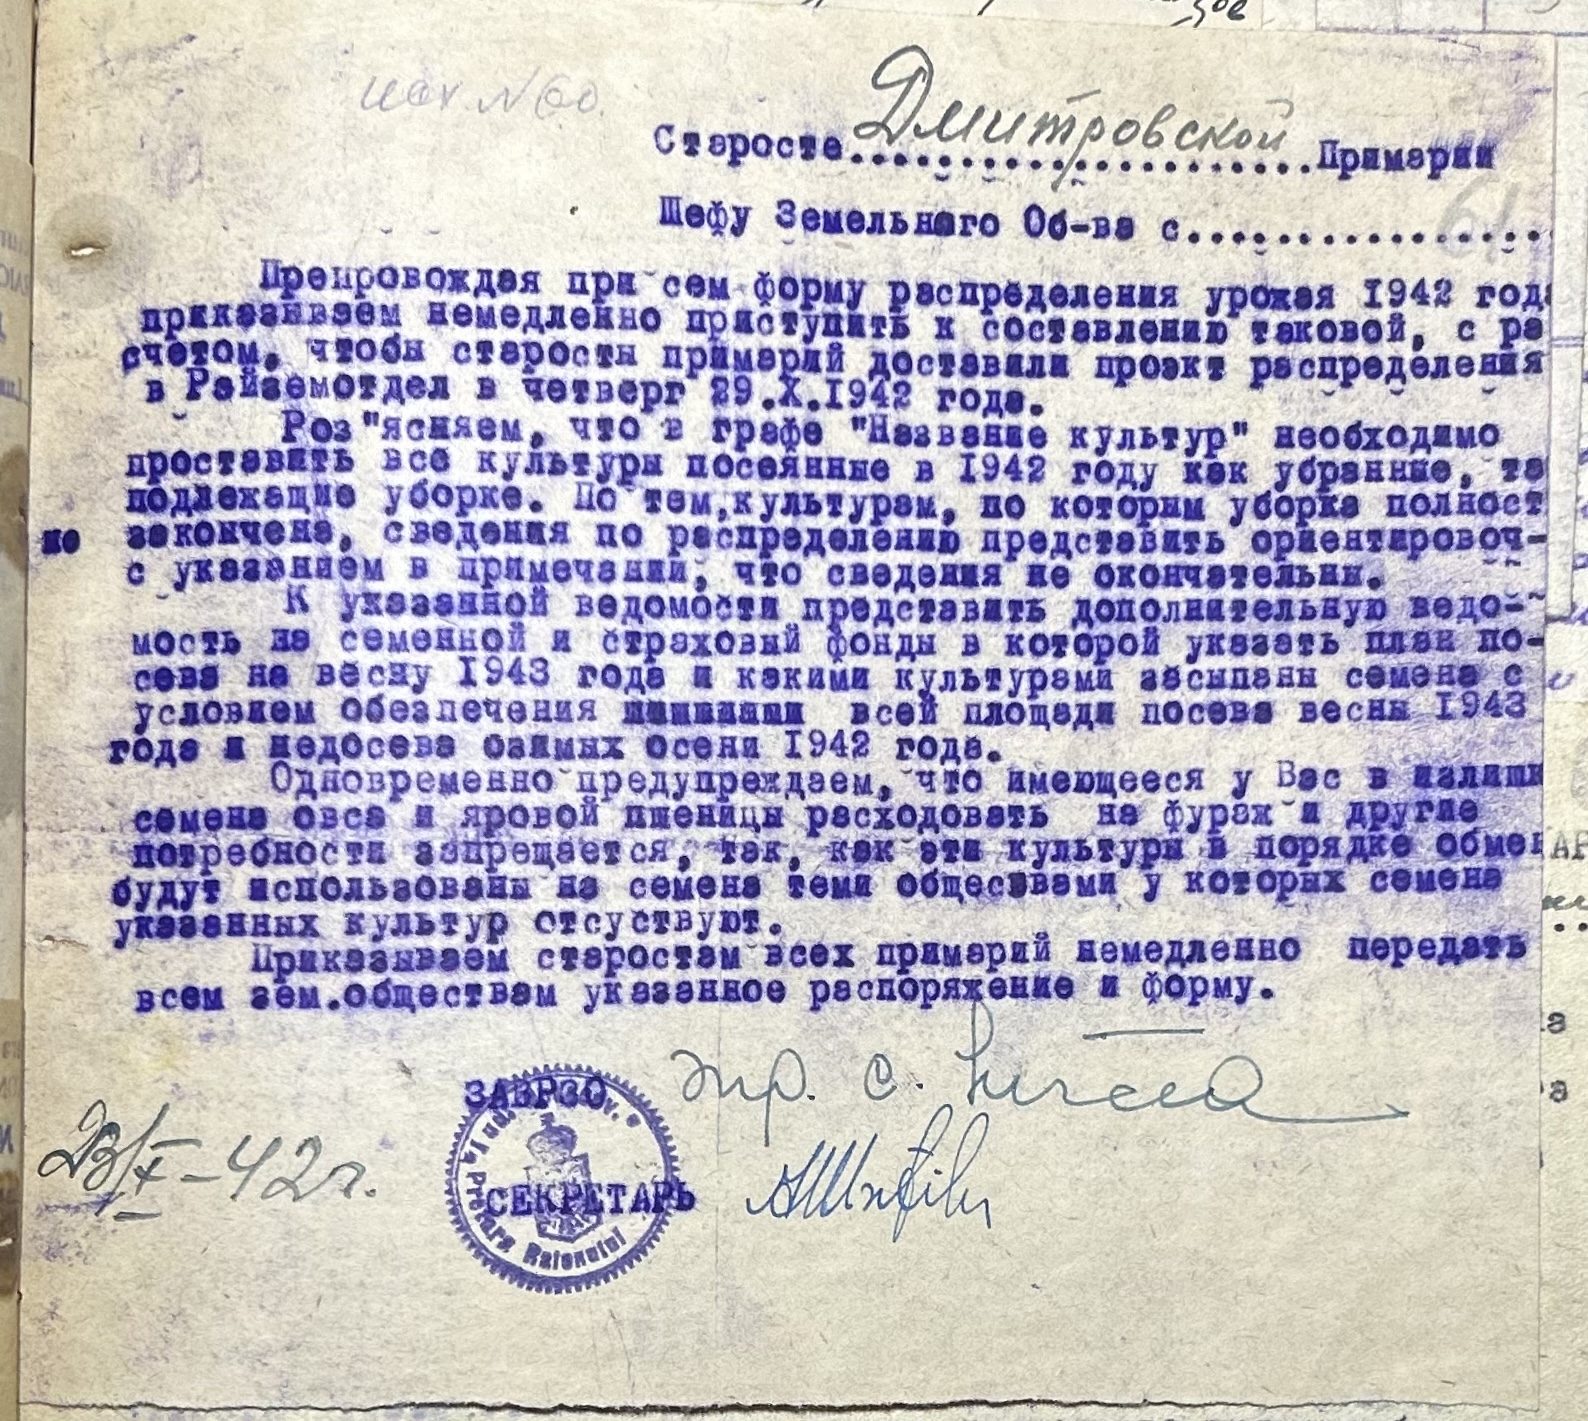 исх. N 60.
Старосте Дмитровской Примарии
Шефу Земельного Об-ва с.................
61
Препровождая при сем форму распределения урожая 1942 года
приказываем немедленно приступить к составлению таковой, с ра
счетом, чтобы старосты примарий доставили проэкт распределения
в Райземотдел в четверг 29.X.1942 года.
Роз"ясняем, что в графе "Название культур" необходимо
проставить все культуры посеянные в 1942 году как убранные, та
подлежащие уборке. По тем,культурам, по которым уборка полност
не закончена, сведения по распределению представить ориентировоч-
с указанием в примечании, что сведения не окончательны.
К указанной ведомости представить дополнительную ведо-
мость на семенной и страховый фонды в которой указать план по-
сева на весну 1943 года и какими культурами засыпаны семена с
условием обезпечения всей площади посева весны 1943
года и недосева озимых осени 1942 года.
Одновременно предупреждаем, что имеющееся у Вас в излишк
семена овса и яровой пшеницы расходовать на фураж и другие
потребности запрещается, так, как эти культуры в порядке обмен
будут использованы на семена теми обществами у которых семена
указанных культур отсуствуют.
Приказываем старостам всех примарий немедленно передать
всем зем.обществам указанное распоряжение и форму.
ЗАВРЗО
23/X-42 г.
СЕКРЕТАРЬ
Pretura Raionului